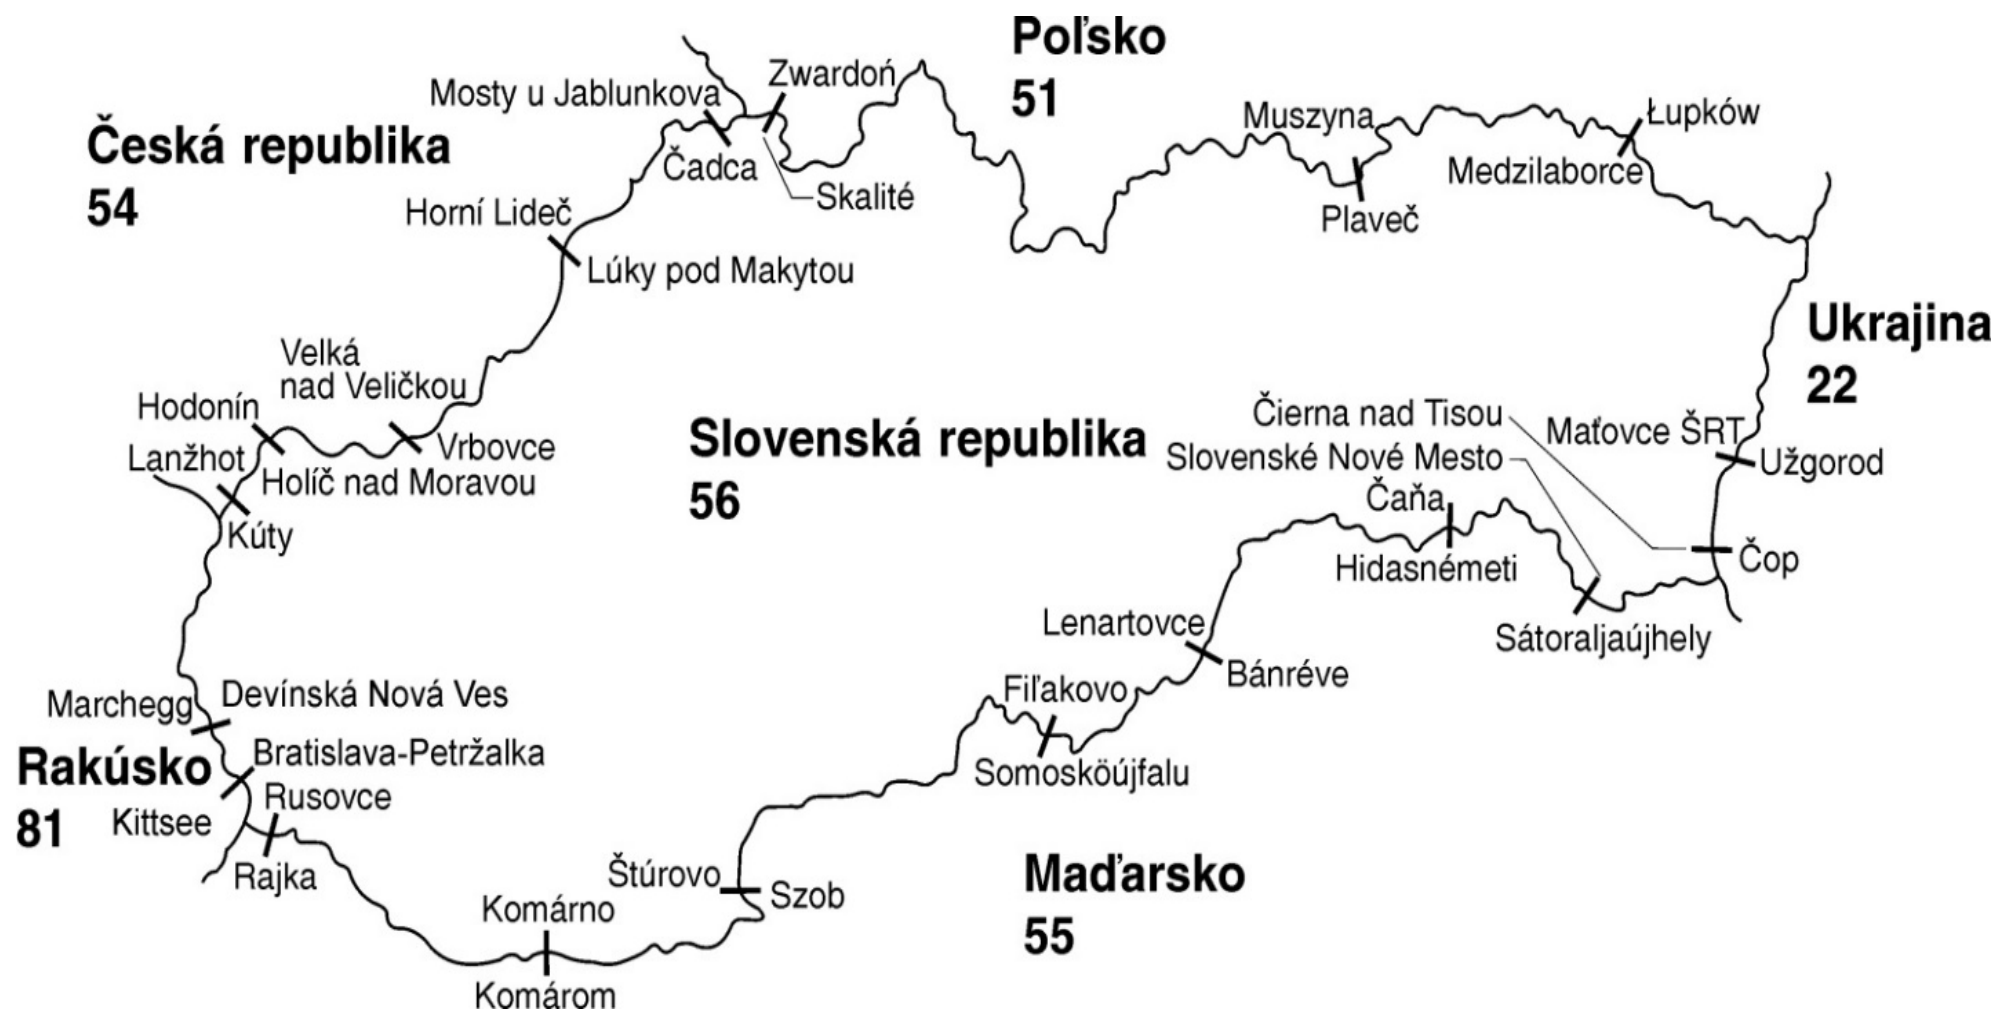 Poľsko
51
Zwardoń
Mosty u Jablunkova
Česká republika
54
Čadca
Skalité
Muszyna
Łupków
Medzilaborce
Plaveč
Horní Lideč
Lúky pod Makytou
Ukrajina
22
Velká
nad Veličkou
Hodonín
Lanžhot
Vrbovce
Holíč nad Moravou
Kúty
Slovenská republika
56
Čierna nad Tisou
Slovenské Nové Mesto
Maťovce ŠRT
Užgorod
Čaňa
Hidasnémeti
Čop
Sátoraljaújhely
Lenartovce
Bánréve
Fiľakovo
Somosköújfalu
Marchegg
Devínská Nová Ves
Rakúsko
81
Bratislava-Petržalka
Kittsee
Rusovce
Rajka
Štúrovo
Szob
Komárno
Komárom
Maďarsko
55